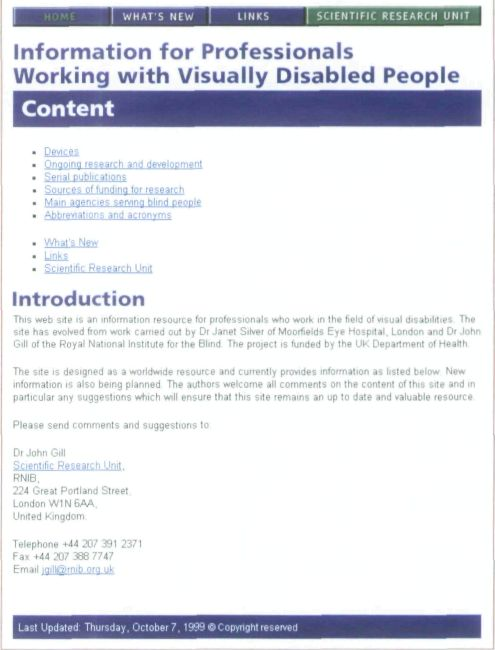 HOME WHAT'S NEW LINKS SCIENTIFIC RESEARCH UNIT
Information for Professionals
Working with Visually Disabled People
Content
Devices
Ongoing research and development
Serial publications
Sources of funding for research
Main agencies serving blind people
Abbreviations and acronyms
What's New
Links
Scientific Research Unit
Introduction
This web site is an information resource for professionals who work in the field of visual disabilities. The
site has evolved from work carried out by Dr Janet Silver of Moorfields Eye Hospital, London and Dr John
Gill of the Royal National Institute for the Blind. The project is funded by the UK Department of Health.
The site is designed as a worldwide resource and currently provides information as listed below. New
information is also being planned. The authors welcome all comments on the content of this site and in
particular any suggestions which will ensure that this site remains an up to date and valuable resource.
Please send comments and suggestions to:
Dr John Gill
Scientific Research Unit,
RNIB,
224 Great Portland Street,
London W1N 6AA,
United Kingdom.
Telephone +44 207 391 2371
Fax +44 207 388 7747
Email jgill@rnib.org.uk
Last Updated: Thursday, October 7, 1999 © Copyright reserved